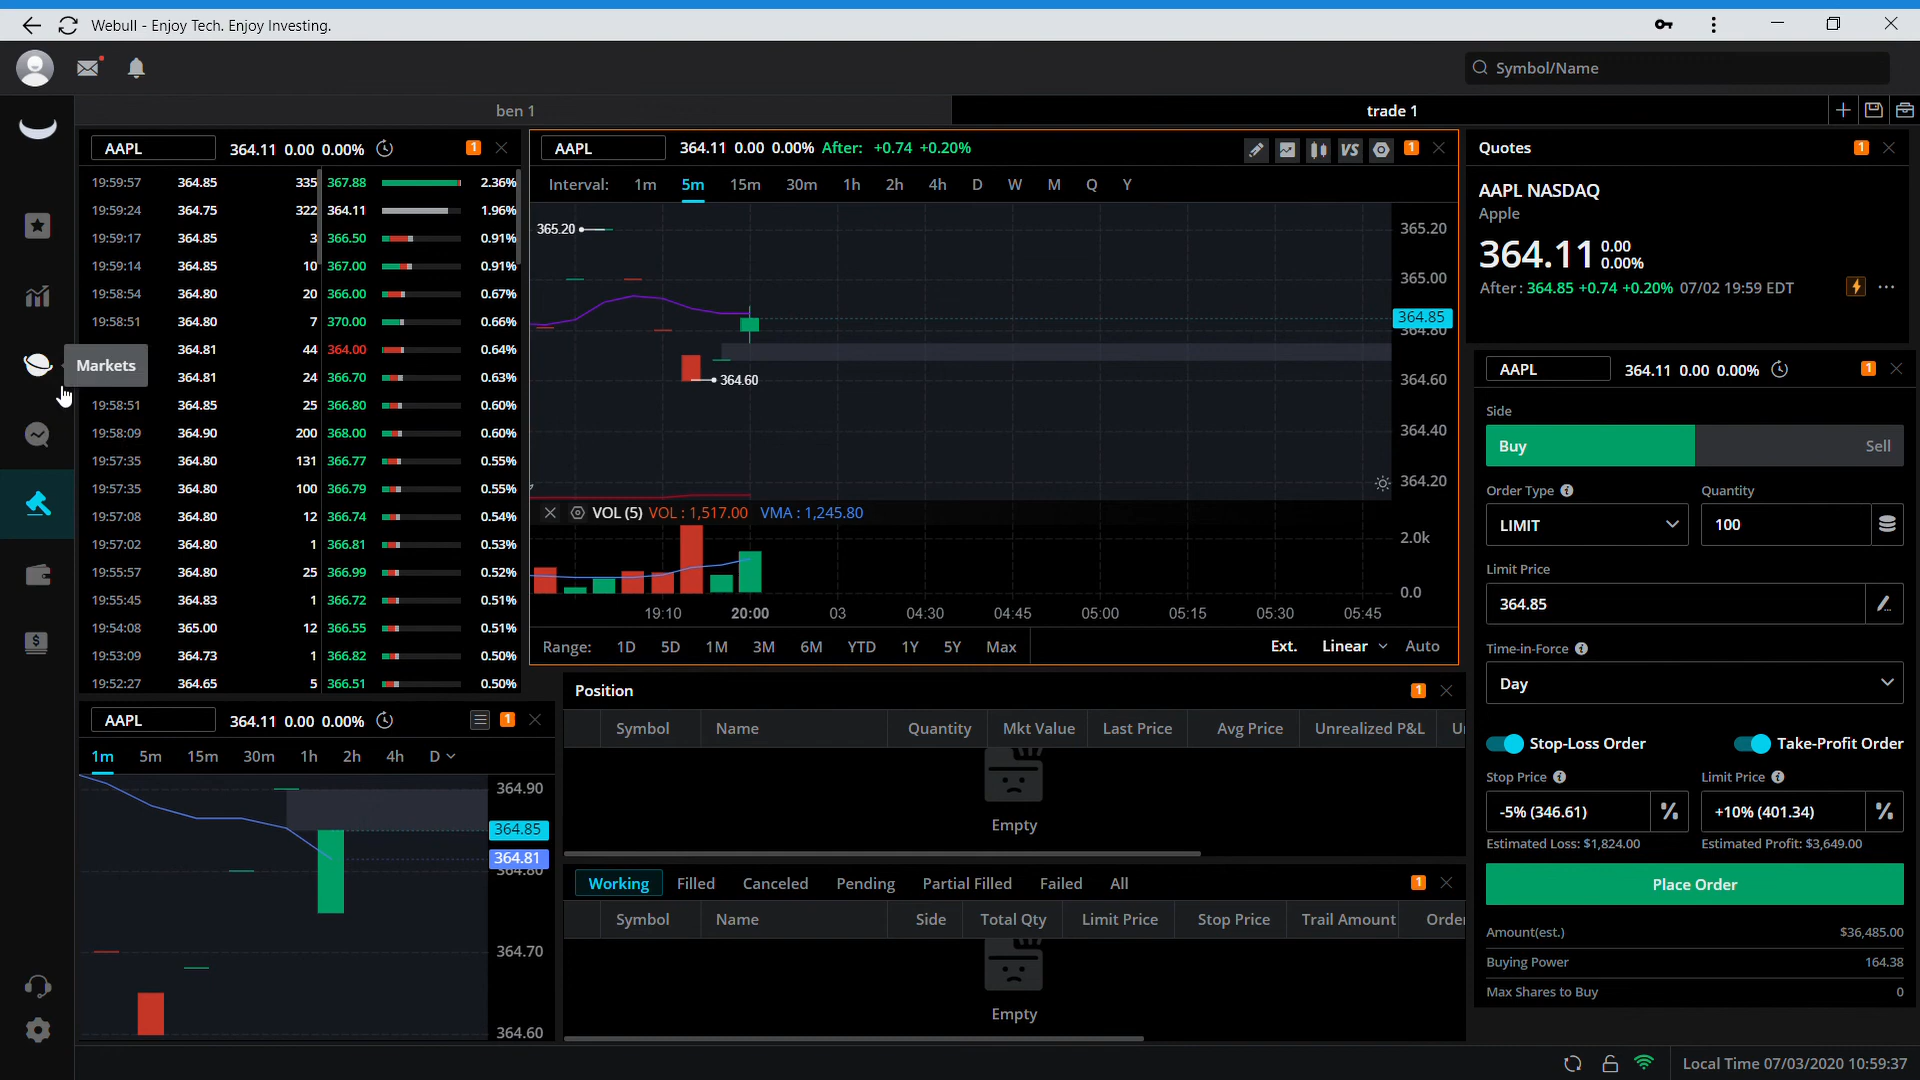 Webull - Enjoy Tech. Enjoy Investing.
Symbol/Name
ben 1
trade 1
AAPL 364.11 0.00 0.00% 1
19:59:57 364.85 335 367.88 2.36%
19:59:24 364.75 322 364.11 1.96%
19:59:17 364.85 3 366.50 0.91%
19:59:14 364.85 10 367.00 0.91%
19:58:54 364.80 20 366.00 0.67%
19:58:51 364.80 7 370.00 0.66%
364.81 44 364.00 0.64%
Markets
364.81 24 366.70 0.63%
19:58:51 364.85 25 366.80 0.60%
19:58:09 364.90 200 368.00 0.60%
19:57:35 364.80 131 366.77 0.55%
19:57:35 364.80 100 366.79 0.55%
19:57:08 364.80 12 366.74 0.54%
19:57:02 364.80 1 366.81 0.53%
19:55:57 364.80 25 366.99 0.52%
19:55:45 364.83 1 366.72 0.51%
19:54:08 365.00 12 366.55 0.51%
19:53:09 364.73 1 366.82 0.50%
19:52:27 364.65 5 366.51 0.50%
AAPL 364.11 0.00 0.00% After: +0.74 +0.20% VS 1
Interval: 1m 5m 15m 30m 1h 2h 4h D W M Q Y
365.20 365.20
365.00
364.85
364.80
364.60 364.60
364.40
364.20
VOL (5) VOL : 1,517.00 VMA : 1,245.80
2.0k
0.0
19:10 20:00 03 04:30 04:45 05:00 05:15 05:30 05:45
Range: 1D 5D 1M 3M 6M YTD 1Y 5Y Max Ext. Linear Auto
Quotes 1
AAPL NASDAQ
Apple
364.11 0.00
0.00%
After : 364.85 +0.74 +0.20% 07/02 19:59 EDT
AAPL 364.11 0.00 0.00% 1
Side
Buy Sell
Order Type Quantity
LIMIT 100
Limit Price
364.85
Time-in-Force
Day
Stop-Loss Order Take-Profit Order
Stop Price Limit Price
-5% (346.61) % +10% (401.34) %
Estimated Loss: $1,824.00 Estimated Profit: $3,649.00
Place Order
Amount(est.) $36,485.00
Buying Power 164.38
Max Shares to Buy 0
AAPL 364.11 0.00 0.00% 1
1m 5m 15m 30m 1h 2h 4h D
364.90
364.85
364.81
364.80
364.70
364.60
Position 1
Symbol Name Quantity Mkt Value Last Price Avg Price Unrealized P&L U
Empty
Working Filled Canceled Pending Partial Filled Failed All 1
Symbol Name Side Total Qty Limit Price Stop Price Trail Amount Order
Empty
Local Time 07/03/2020 10:59:37